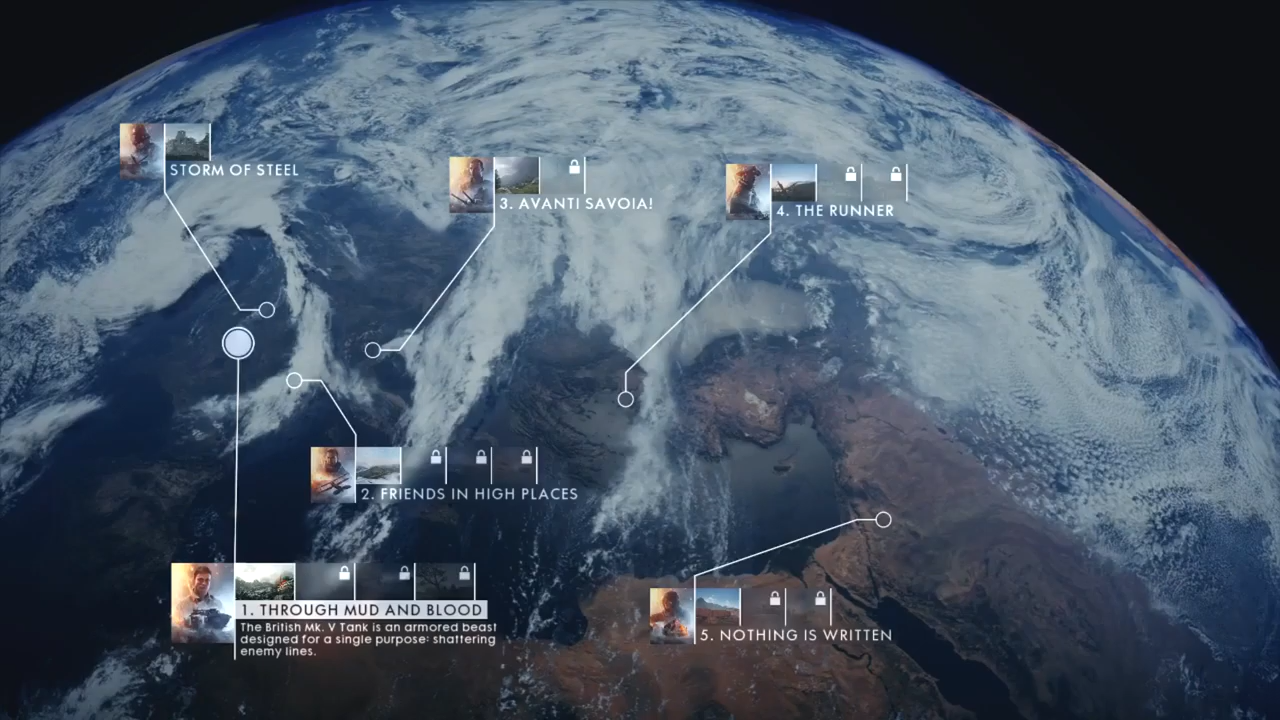 STORM OF STEEL
3. AVANTI SAVOIA!
4. THE RUNNER
2. FRIENDS IN HIGH PLACES
1. THROUGH MUD AND BLOOD
The British Mk. V Tank is an armored beast
designed for a single purpose: shattering
enemy lines.
5. NOTHING IS WRITTEN